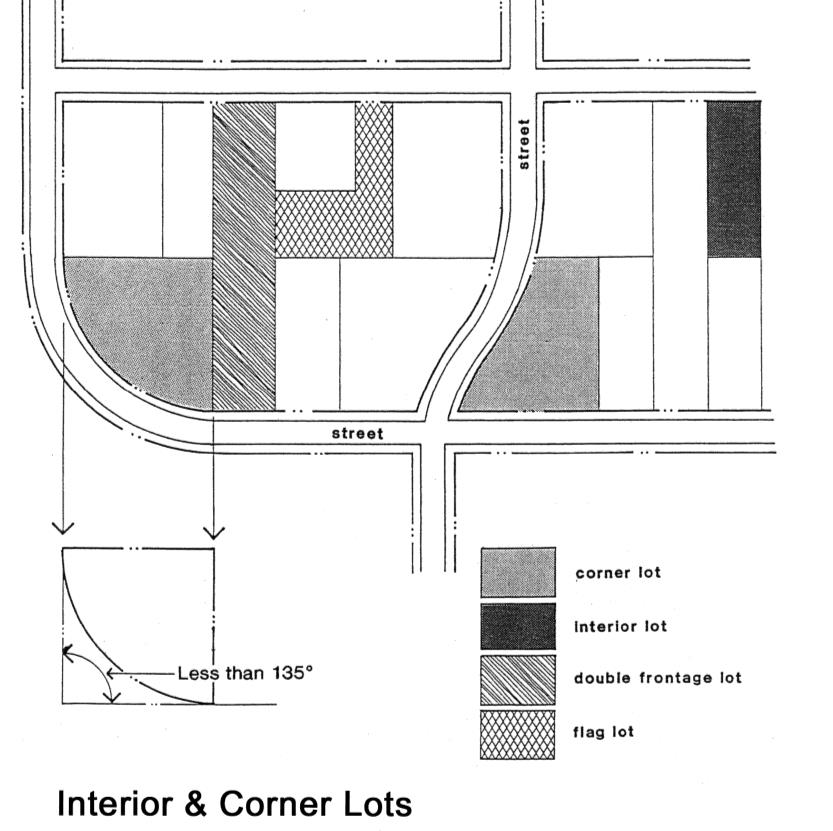 street
street
Less than 135°
corner lot
interior lot
double frontage lot
flag lot
Interior & Corner Lots